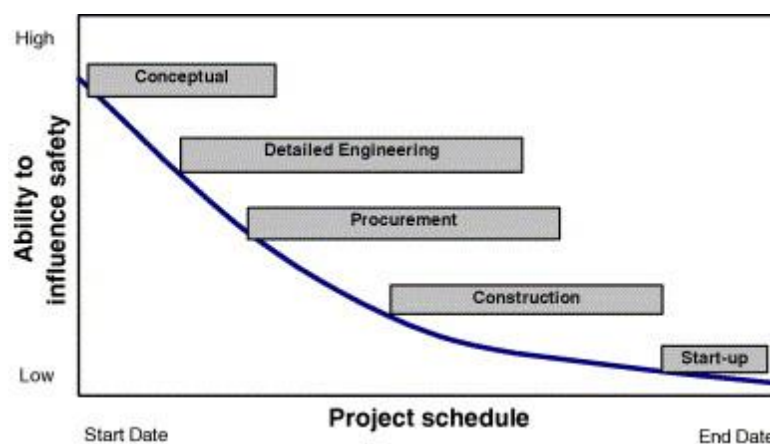 High
Conceptual
Detailed Engineering
Ability to
influence safety
Procurement
Construction
Start-up
Low
Project schedule
Start Date
End Date